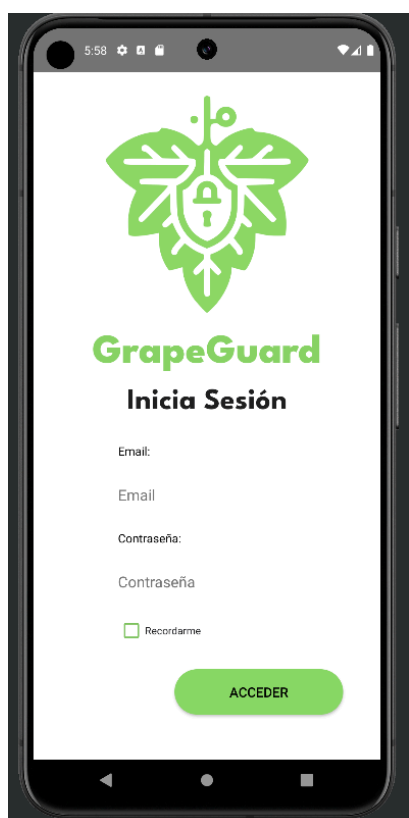 5:58
GrapeGuard
Inicia Sesión
Email:
Email
Contraseña:
Contraseña
Recordarme
ACCEDER